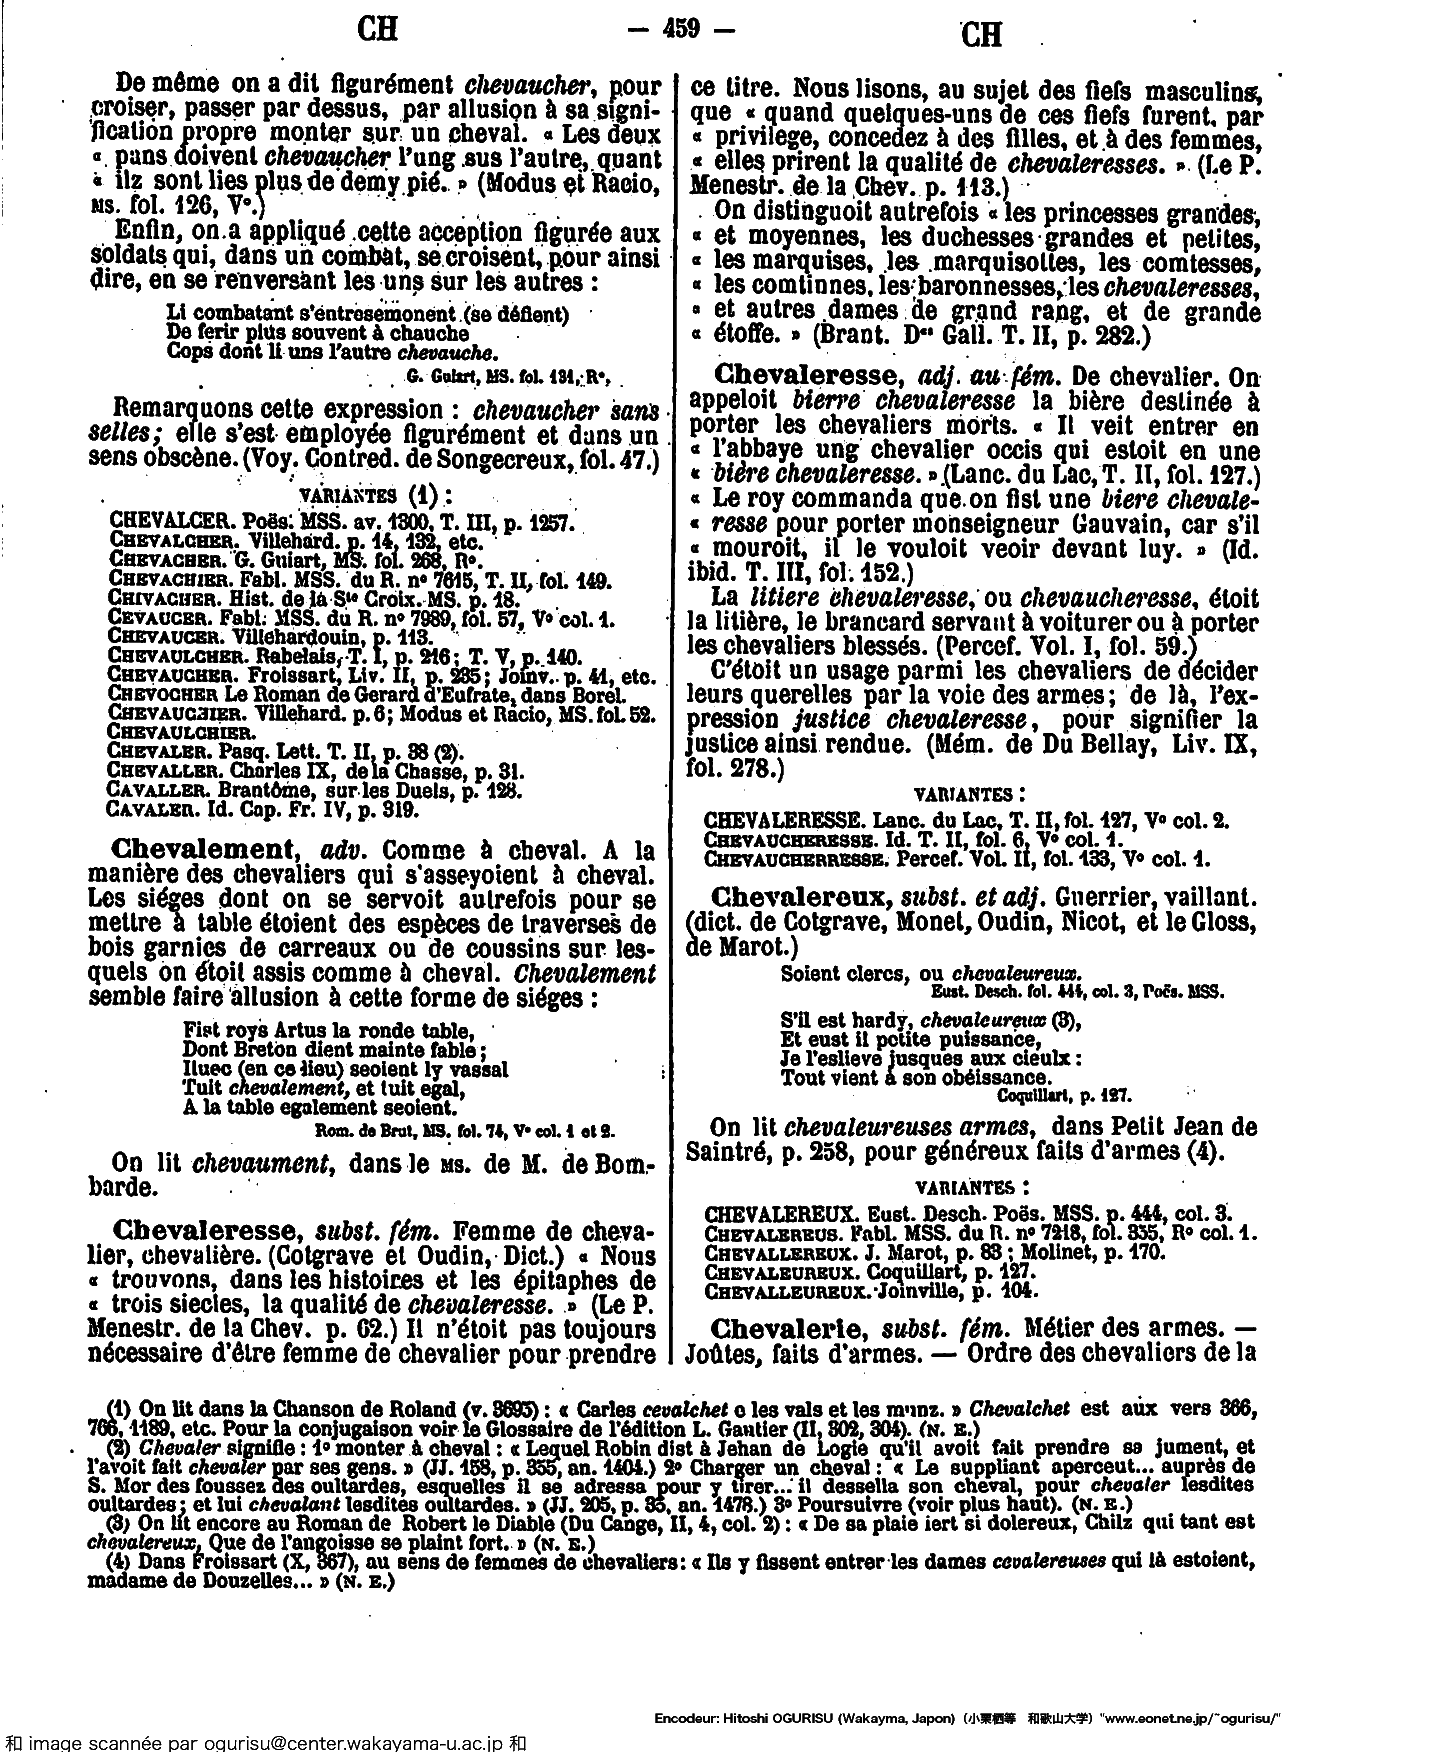 CH — 459 — CH
De même on a dit figurément chevaucher, pour
croiser, passer par dessus, par allusion à sa signi-
fication propre monter sur un cheval. « Les deux
« pans doivent chevaucher l'ung sus l'autre, quant
« ilz sont lies plus de demy pié. » (Modus et Racio,
MS. fol. 126, V°.)
Enfin, on a appliqué cette acception figurée aux
soldats qui, dans un combat, se croisent, pour ainsi
dire, en se renversant les uns sur les autres :
Li combatant s'entresemonent (se défient)
De ferir plus souvent à chauche
Cops dont li uns l'autre chevauche.
G. Guiart, MS. fol. 131, R°,
Remarquons cette expression : chevaucher sans
selles; elle s'est employée figurément et dans un
sens obscène. (Voy. Contred. de Songecreux, fol. 47.)
VARIANTES (1) :
CHEVALCER. Poës. MSS. av. 1300, T. III, p. 1257.
CHEVALCHER. Villehard. p. 14, 132, etc.
CHEVACHER. G. Guiart, MS. fol. 268, R°.
CHEVACHIER. Fabl. MSS. du R. n° 7615, T. II, fol. 149.
CHIVACHER. Hist. de la Ste Croix. MS. p. 18.
CEVAUCER. Fabl. MSS. du R. n° 7989, fol. 57, V° col. 1.
CHEVAUCER. Villehardouin, p. 113.
CHEVAULCHER. Rabelais, T. I, p. 216; T. V, p. 140.
CHEVAUCHER. Froissart, Liv. II, p. 235; Joinv. p. 41, etc.
CHEVOCHER Le Roman de Gerard d'Eufrate, dans Borel.
CHEVAUCHIER. Villehard. p. 6; Modus et Racio, MS. fol. 52.
CHEVAULCHIER.
CHEVALER. Pasq. Lett. T. II, p. 38 (2).
CHEVALLER. Charles IX, de la Chasse, p. 31.
CAVALLER. Brantôme, sur les Duels, p. 128.
CAVALER. Id. Cap. Fr. IV, p. 319.
Chevalement, adv. Comme à cheval. A la
manière des chevaliers qui s'asseyoient à cheval.
Les siéges dont on se servoit autrefois pour se
mettre à table étoient des espèces de traverses de
bois garnies de carreaux ou de coussins sur les-
quels on étoit assis comme à cheval. Chevalement
semble faire allusion à cette forme de siéges :
Fist roys Artus la ronde table,
Dont Breton dient mainte fable;
Iluec (en ce lieu) seoient ly vassal
Tuit chevalement, et tuit egal,
A la table egalement seoient.
Rom. de Brut, MS. fol. 74, V° col. 1 et 2.
On lit chevaument, dans le MS. de M. de Bom-
barde.
Chevaleresse, subst. fém. Femme de cheva-
lier, chevalière. (Cotgrave et Oudin, Dict.) « Nous
« trouvons, dans les histoires et les épitaphes de
« trois siecles, la qualité de chevaleresse. » (Le P.
Menestr. de la Chev. p. 62.) Il n'étoit pas toujours
nécessaire d'être femme de chevalier pour prendre
ce titre. Nous lisons, au sujet des fiefs masculins,
que « quand quelques-uns de ces fiefs furent, par
« privilege, concedez à des filles, et à des femmes,
« elles prirent la qualité de chevaleresses. » (Le P.
Menestr. de la Chev. p. 113.)
On distinguoit autrefois « les princesses grandes,
« et moyennes, les duchesses grandes et petites,
« les marquises, les marquisottes, les comtesses,
« les comtinnes, les baronnesses, les chevaleresses,
« et autres dames de grand rang, et de grande
« étoffe. » (Brant. Des Gall. T. II, p. 282.)
Chevaleresse, adj. au fém. De chevalier. On
appeloit bierre chevaleresse la bière destinée à
porter les chevaliers morts. « Il veit entrer en
« l'abbaye ung chevalier occis qui estoit en une
« bière chevaleresse. » (Lanc. du Lac, T. II, fol. 127.)
« Le roy commanda que on fist une biere chevale-
« resse pour porter monseigneur Gauvain, car s'il
« mouroit, il le vouloit veoir devant luy. » (Id.
ibid. T. III, fol. 152.)
La litiere chevaleresse, ou chevaucheresse, étoit
la litière, le brancard servant à voiturer ou à porter
les chevaliers blessés. (Percef. Vol. I, fol. 59.)
C'étoit un usage parmi les chevaliers de décider
leurs querelles par la voie des armes; de là, l'ex-
pression justice chevaleresse, pour signifier la
justice ainsi rendue. (Mém. de Du Bellay, Liv. IX,
fol. 278.)
VARIANTES :
CHEVALERESSE. Lanc. du Lac, T. II, fol. 127, V° col. 2.
CHEVAUCHERESSE. Id. T. II, fol. 6, V° col. 1.
CHEVAUCHERRESSE. Percef. Vol. II, fol. 133, V° col. 1.
Chevalereux, subst. et adj. Guerrier, vaillant.
(dict. de Cotgrave, Monet, Oudin, Nicot, et le Gloss,
de Marot.)
Soient clercs, ou chevaleureux.
Eust. Desch. fol. 444, col. 3, Poës. MSS.
S'il est hardy, chevaleureux (3),
Et eust il petite puissance,
Je l'eslieve jusques aux cieulx :
Tout vient à son obéissance.
Coquillart, p. 127.
On lit chevaleureuses armes, dans Petit Jean de
Saintré, p. 258, pour généreux faits d'armes (4).
VARIANTES :
CHEVALEREUX. Eust. Desch. Poës. MSS. p. 444, col. 3.
CHEVALEREUS. Fabl. MSS. du R. n° 7218, fol. 355, R° col. 1.
CHEVALLEREUX. J. Marot, p. 83; Molinet, p. 170.
CHEVALEUREUX. Coquillart, p. 127.
CHEVALLEUREUX. Joinville, p. 104.
Chevalerie, subst. fém. Métier des armes. —
Joûtes, faits d'armes. — Ordre des chevaliers de la
(1) On lit dans la Chanson de Roland (v. 3695) : « Carles cevalchet e les vals et les munz. » Chevalchet est aux vers 366,
766, 1189, etc. Pour la conjugaison voir le Glossaire de l'édition L. Gautier (II, 302, 304). (N. E.)
(2) Chevaler signifie : 1° monter à cheval : « Lequel Robin dist à Jehan de Logie qu'il avoit fait prendre sa jument, et
l'avoit fait chevaler par ses gens. » (JJ. 158, p. 355, an. 1404.) 2° Charger un cheval : « Le suppliant aperceut... auprès de
S. Mor des foussez des oultardes, esquelles il se adressa pour y tirer... il dessella son cheval, pour chevaler lesdites
oultardes; et lui chevalant lesdites oultardes. » (JJ. 205, p. 35, an. 1478.) 3° Poursuivre (voir plus haut). (N. E.)
(3) On lit encore au Roman de Robert le Diable (Du Cange, II, 4, col. 2) : « De sa plaie iert si dolereux, Chilz qui tant est
chevalereux, Que de l'angoisse se plaint fort. » (N. E.)
(4) Dans Froissart (X, 367), au sens de femmes de chevaliers: « Ils y fissent entrer les dames cevalereuses qui là estoient,
madame de Douzelles... » (N. E.)
Encodeur: Hitoshi OGURISU (Wakayma, Japon) (小栗栖等 和歌山大学) "www.eonet.ne.jp/~ogurisu/"
和 image scannée par ogurisu@center.wakayama-u.ac.jp 和